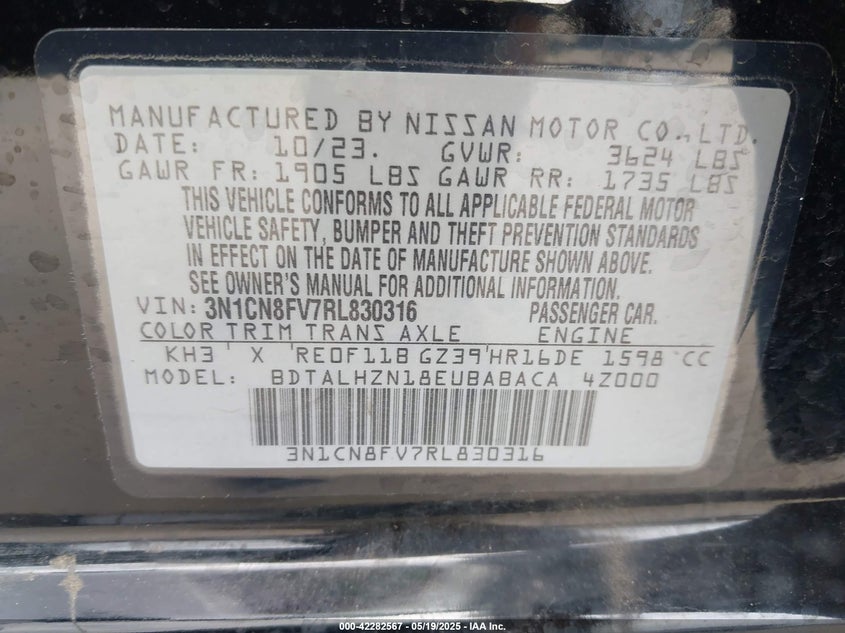 MANUFACTURED BY NISSAN MOTOR CO., LTD.
DATE: 10/23. GVWR: 3624 LBS
GAWR FR: 1905 LBS GAWR RR: 1735 LBS
THIS VEHICLE CONFORMS TO ALL APPLICABLE FEDERAL MOTOR
VEHICLE SAFETY, BUMPER AND THEFT PREVENTION STANDARDS
IN EFFECT ON THE DATE OF MANUFACTURE SHOWN ABOVE.
SEE OWNER'S MANUAL FOR ADDITIONAL INFORMATION.
VIN: 3N1CN8FV7RL830316 PASSENGER CAR.
COLOR TRIM TRANS AXLE ENGINE
KH3 X RE0F11B GZ39 HR16DE 1598 CC
MODEL: BDTALHZN18EUBABACA 4Z000
3N1CN8FV7RL830316
000-42282567 - 05/19/2025 - IAA Inc.